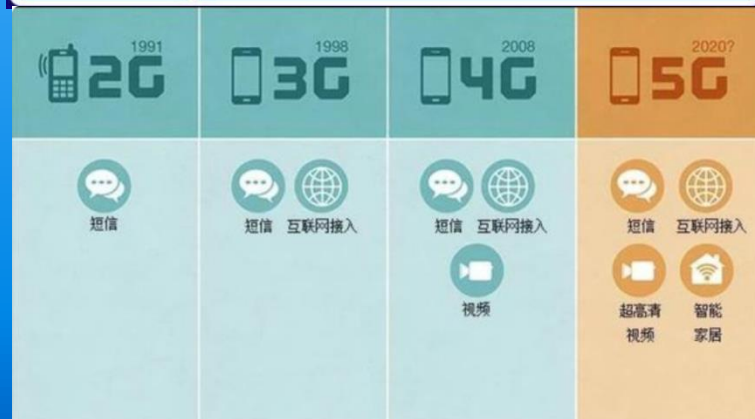 1991
2G
1998
3G
2008
4G
2020?
5G
短信
短信 互联网接入
短信 互联网接入
视频
短信 互联网接入
超高清
视频
智能
家居